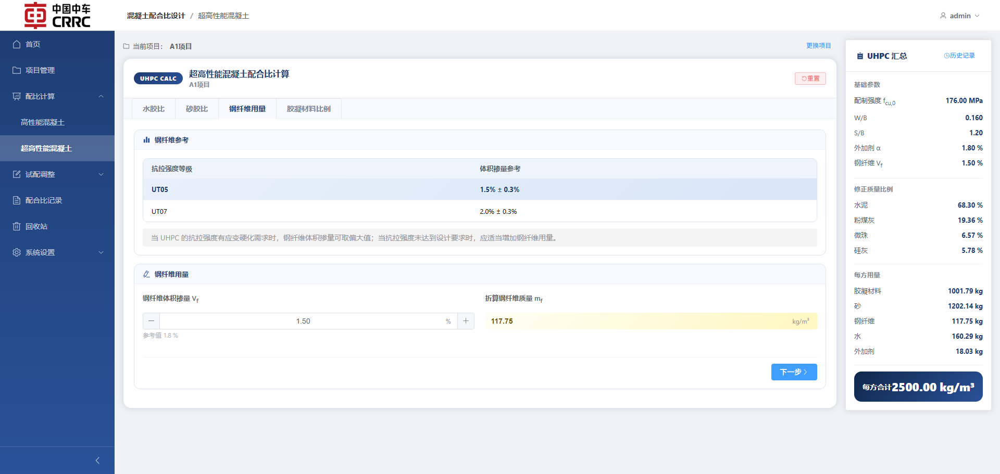 中国中车
CRRC
混凝土配合比设计 / 超高性能混凝土
admin
首页
项目管理
配比计算
高性能混凝土
超高性能混凝土
试配调整
配合比记录
回收站
系统设置
当前项目： A1项目
更换项目
UHPC CALC
超高性能混凝土配合比计算
A1项目
重置
水胶比
砂胶比
钢纤维用量
胶凝材料比例
钢纤维参考
抗拉强度等级 体积掺量参考
UT05 1.5% ± 0.3%
UT07 2.0% ± 0.3%
当 UHPC 的抗拉强度有应变硬化需求时，钢纤维体积掺量可取偏大值；当抗拉强度未达到设计要求时，应适当增加钢纤维用量。
钢纤维用量
钢纤维体积掺量 Vf
1.50 %
参考值 1.8 %
折算钢纤维质量 mf
117.75 kg/m³
下一步
UHPC 汇总
历史记录
基础参数
配制强度 fcu,0 176.00 MPa
W/B 0.160
S/B 1.20
外加剂 α 1.80 %
钢纤维 Vf 1.50 %
修正质量比例
水泥 68.30 %
粉煤灰 19.36 %
微珠 6.57 %
硅灰 5.78 %
每方用量
胶凝材料 1001.79 kg
砂 1202.14 kg
钢纤维 117.75 kg
水 160.29 kg
外加剂 18.03 kg
每方合计2500.00 kg/m³